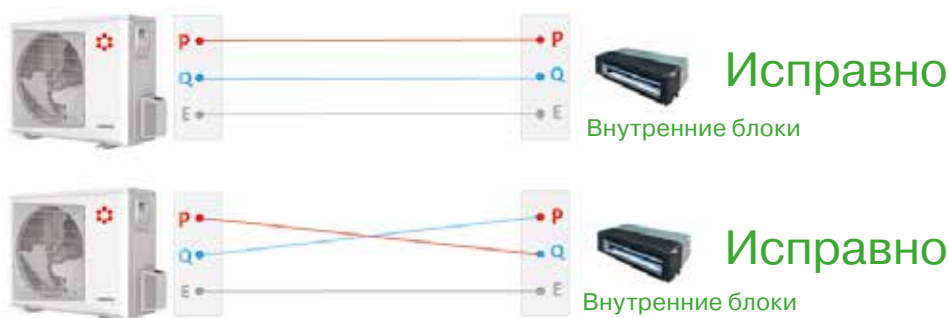 P P
Q Q
E E
Исправно
Внутренние блоки
P P
Q Q
E E
Исправно
Внутренние блоки